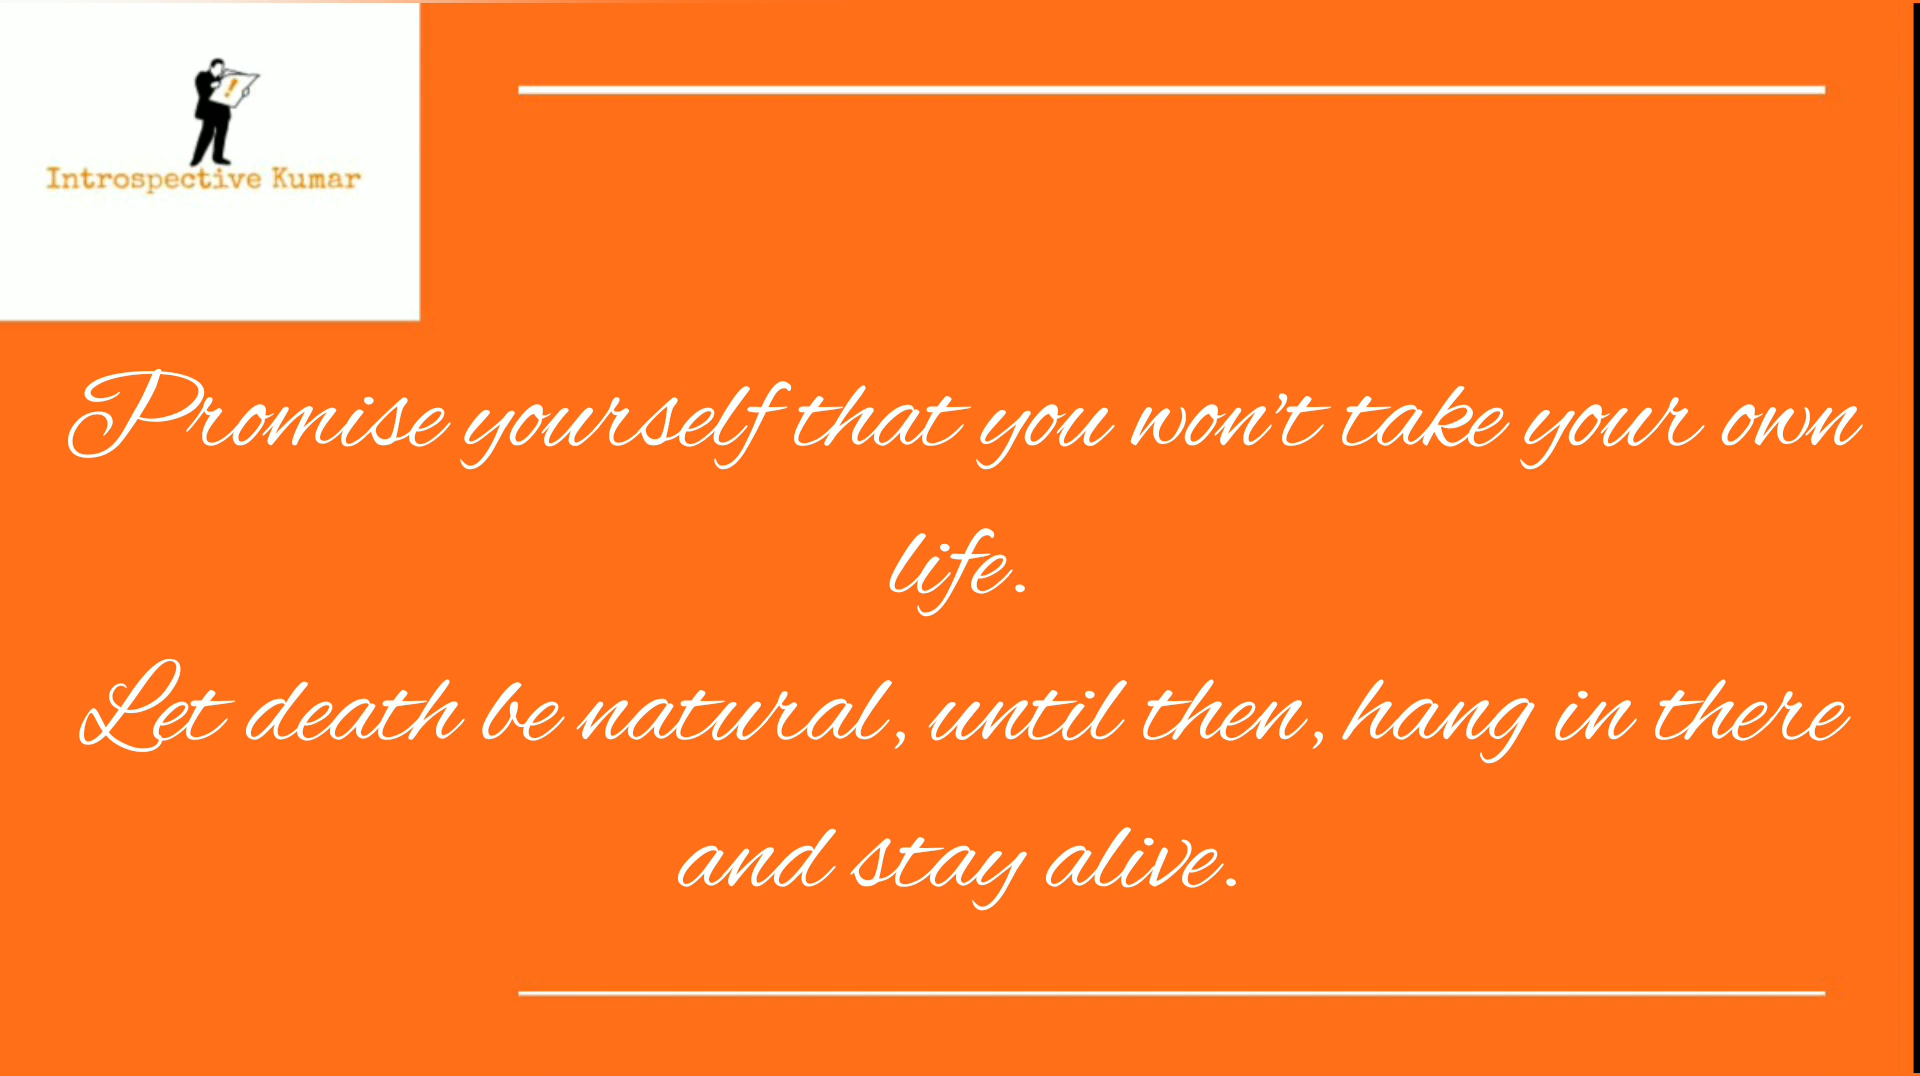 !
Introspective Kumar
Promise yourself that you won't take your own
life.
Let death be natural, until then, hang in there
and stay alive.